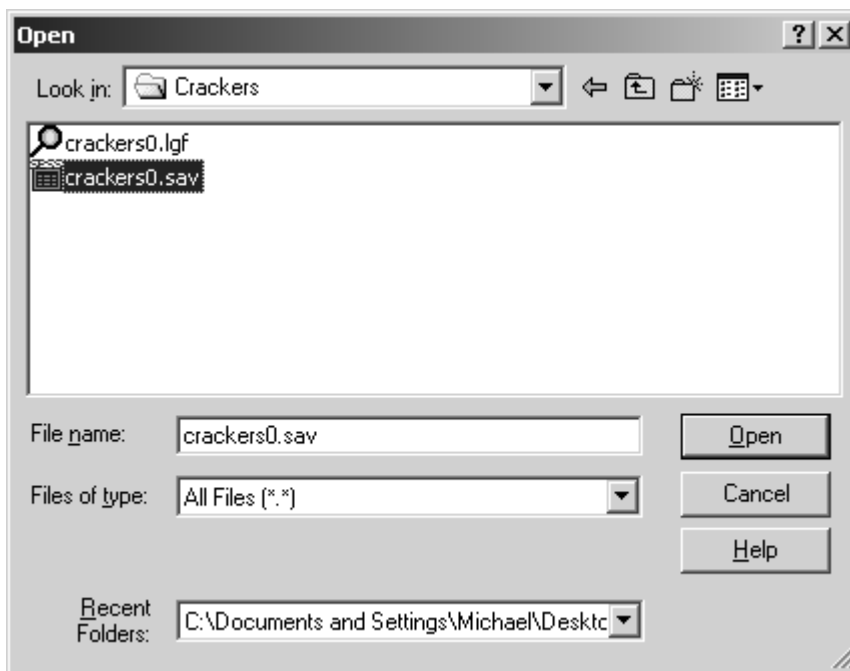 Open
Look in: Crackers
crackers0.lgf
crackers0.sav
File name: crackers0.sav Open
Files of type: All Files (*.*) Cancel
Help
Recent Folders: C:\Documents and Settings\Michael\Deskto